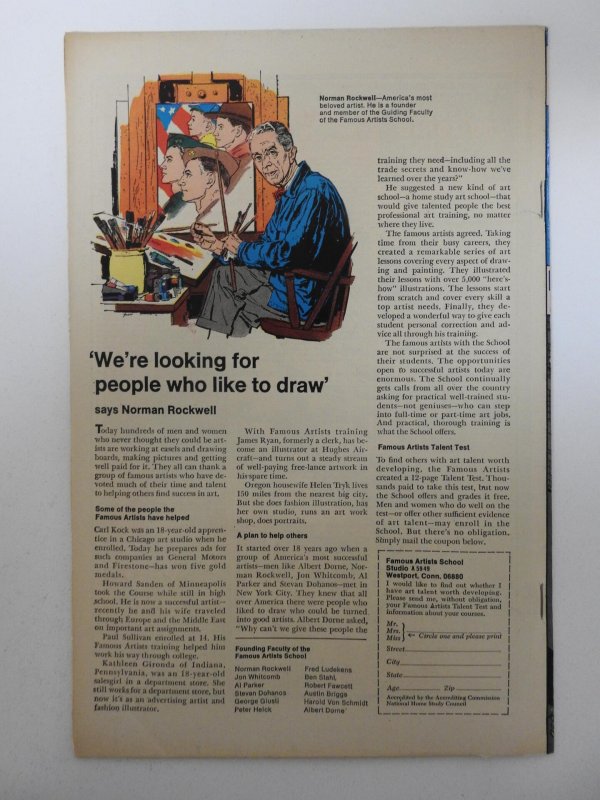 Norman Rockwell—America's most
beloved artist. He is a founder
and member of the Guiding Faculty
of the Famous Artists School.
'We're looking for
people who like to draw'
says Norman Rockwell
Today hundreds of men and women
who never thought they could be art-
ists are working at easels and drawing
boards, making pictures and getting
well paid for it. They all can thank a
group of famous artists who have de-
voted much of their time and talent
to helping others find success in art.
Some of the people the
Famous Artists have helped
Carl Kock was an 18-year-old appren-
tice in a Chicago art studio when he
enrolled. Today he prepares ads for
such companies as General Motors
and Firestone—has won five gold
medals.
Howard Sanden of Minneapolis
took the Course while still in high
school. He is now a successful artist—
recently he and his wife traveled
through Europe and the Middle East
on important art assignments.
Paul Sullivan enrolled at 14. His
Famous Artists training helped him
work his way through college.
Kathleen Gironda of Indiana,
Pennsylvania, was an 18-year-old
salesgirl in a department store. She
still works for a department store, but
now it's as an advertising artist and
fashion illustrator.
With Famous Artists training
James Ryan, formerly a clerk, has be-
come an illustrator at Hughes Air-
craft—and turns out a steady stream
of well-paying free-lance artwork in
his spare time.
Oregon housewife Helen Tryk lives
150 miles from the nearest big city.
But she does fashion illustration, has
her own studio, runs an art work
shop, does portraits.
A plan to help others
It started over 18 years ago when a
group of America's most successful
artists—men like Albert Dorne, Nor-
man Rockwell, Jon Whitcomb, Al
Parker and Stevan Dohanos—met in
New York City. They knew that all
over America there were people who
liked to draw who could be turned
into good artists. Albert Dorne asked,
"Why can't we give these people the
Founding Faculty of the
Famous Artists School
Norman Rockwell
Jon Whitcomb
Al Parker
Stevan Dohanos
George Giusti
Peter Helck
Fred Ludekens
Ben Stahl
Robert Fawcett
Austin Briggs
Harold Von Schmidt
Albert Dorne
training they need—including all the
trade secrets and know-how we've
learned over the years?"
He suggested a new kind of art
school—a home study art school—that
would give talented people the best
professional art training, no matter
where they live.
The famous artists agreed. Taking
time from their busy careers, they
created a remarkable series of art
lessons covering every aspect of draw-
ing and painting. They illustrated
their lessons with over 5,000 "here's-
how" illustrations. The lessons start
from scratch and cover every skill a
top artist needs. Finally, they de-
veloped a wonderful way to give each
student personal correction and ad-
vice all through his training.
The famous artists with the School
are not surprised at the success of
their students. The opportunities
open to successful artists today are
enormous. The School continually
gets calls from all over the country
asking for practical well-trained stu-
dents—not geniuses—who can step
into full-time or part-time art jobs.
And practical, thorough training is
what the School offers.
Famous Artists Talent Test
To find others with art talent worth
developing, the Famous Artists
created a 12-page Talent Test. Thou-
sands paid to take this test, but now
the School offers and grades it free.
Men and women who do well on the
test—or offer other sufficient evidence
of art talent—may enroll in the
School. But there's no obligation.
Simply mail the coupon below.
Famous Artists School
Studio
Westport, Conn. 06880
I would like to find out whether I
have art talent worth developing.
Please send me, without obligation,
your Famous Artists Talent Test and
information about your courses.
Mr.
Mrs.
Miss
Circle one and please print
Street
City
State
Age Zip
Accredited by the Accrediting Commission
National Home Study Council